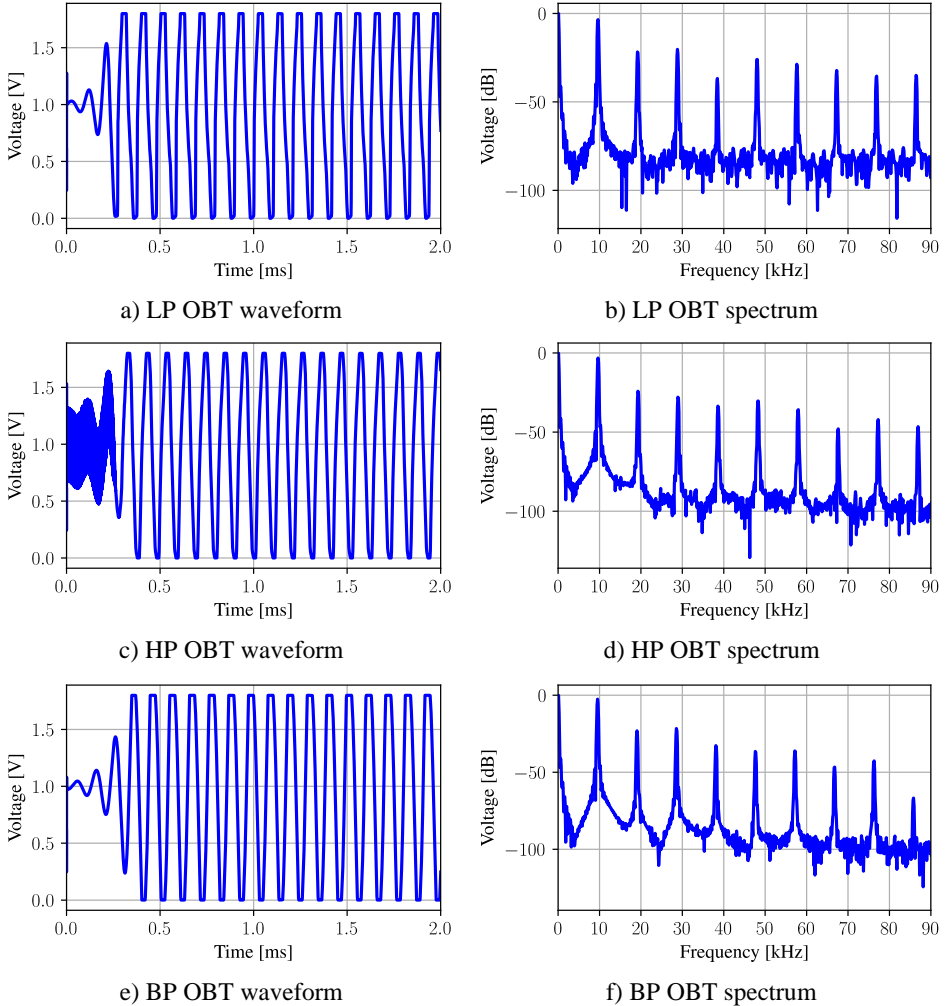 Voltage [V]
1.5
1.0
0.5
0.0
0.0 0.5 1.0 1.5 2.0
Time [ms]
a) LP OBT waveform
Voltage [dB]
0
−50
−100
0 10 20 30 40 50 60 70 80 90
Frequency [kHz]
b) LP OBT spectrum
Voltage [V]
1.5
1.0
0.5
0.0
0.0 0.5 1.0 1.5 2.0
Time [ms]
c) HP OBT waveform
Voltage [dB]
0
−50
−100
0 10 20 30 40 50 60 70 80 90
Frequency [kHz]
d) HP OBT spectrum
Voltage [V]
1.5
1.0
0.5
0.0
0.0 0.5 1.0 1.5 2.0
Time [ms]
e) BP OBT waveform
Voltage [dB]
0
−50
−100
0 10 20 30 40 50 60 70 80 90
Frequency [kHz]
f) BP OBT spectrum